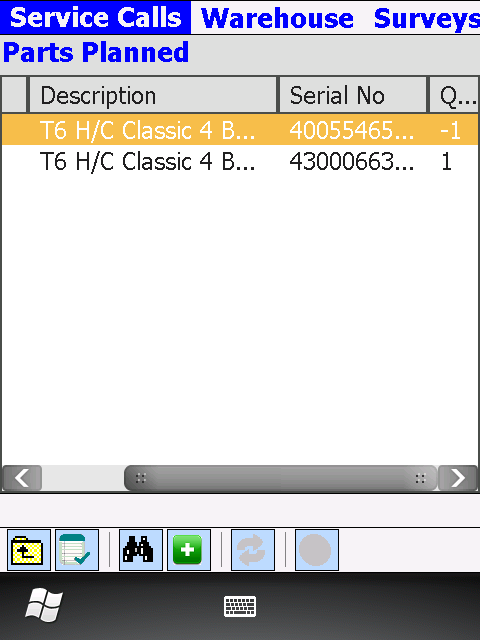 Service Calls Warehouse Surveys
Parts Planned
Description Serial No Q...
T6 H/C Classic 4 B... 40055465... -1
T6 H/C Classic 4 B... 43000663... 1